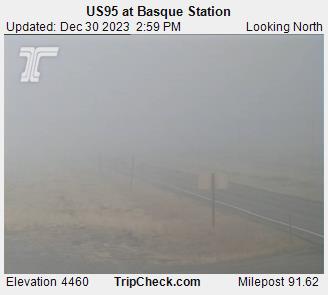 US95 at Basque Station
Updated: Dec 30 2023 2:59 PM Looking North
Elevation 4460 TripCheck.com Milepost 91.62